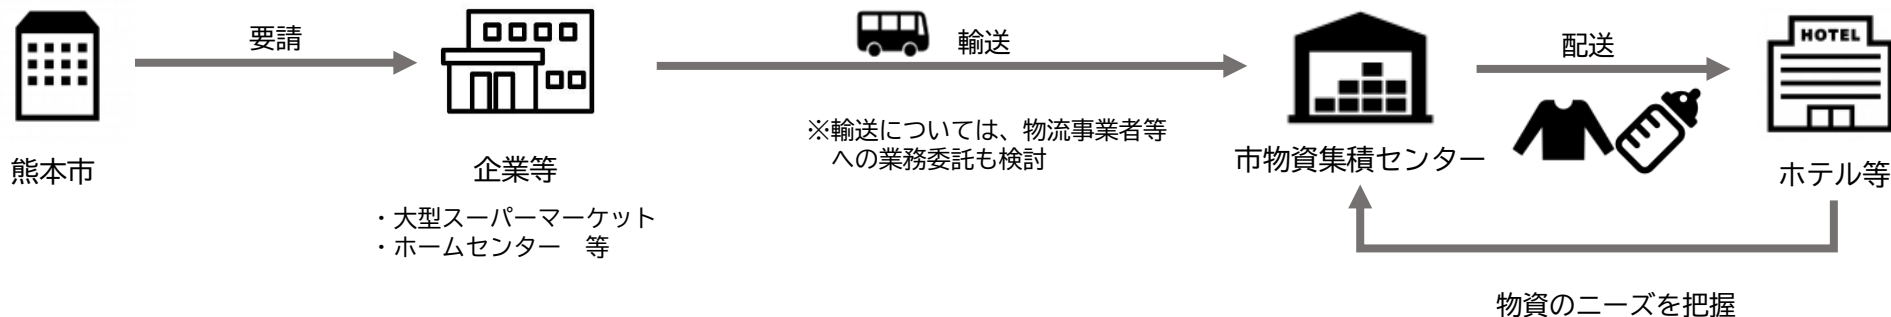 要請
輸送
配送
HOTEL
※輸送については、物流事業者等
への業務委託も検討
熊本市
企業等
市物資集積センター
ホテル等
・大型スーパーマーケット
・ホームセンター　等
物資のニーズを把握